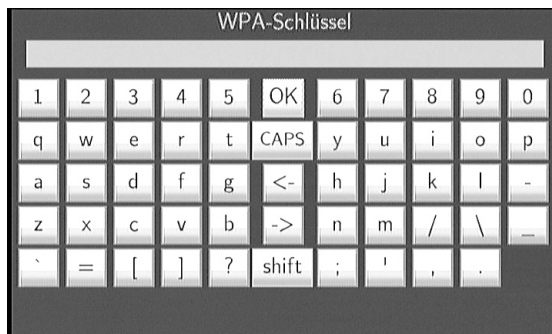 WPA-Schlüssel
1 2 3 4 5 OK 6 7 8 9 0
q w e r t CAPS y u i o p
a s d f g <- h j k l -
z x c v b -> n m / \ _
` = [ ] ? shift ; ' , .